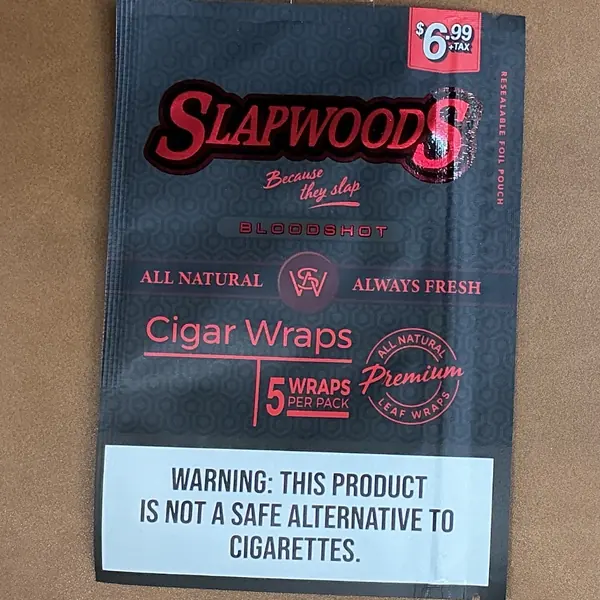 $6.99
+TAX
RESEALABLE FOIL POUCH
SLAPWOODS
Because
they slap
BLOODSHOT
ALL NATURAL
SAW
ALWAYS FRESH
Cigar Wraps
5 WRAPS
PER PACK
ALL NATURAL
Premium
LEAF WRAPS
WARNING: THIS PRODUCT
IS NOT A SAFE ALTERNATIVE TO
CIGARETTES.